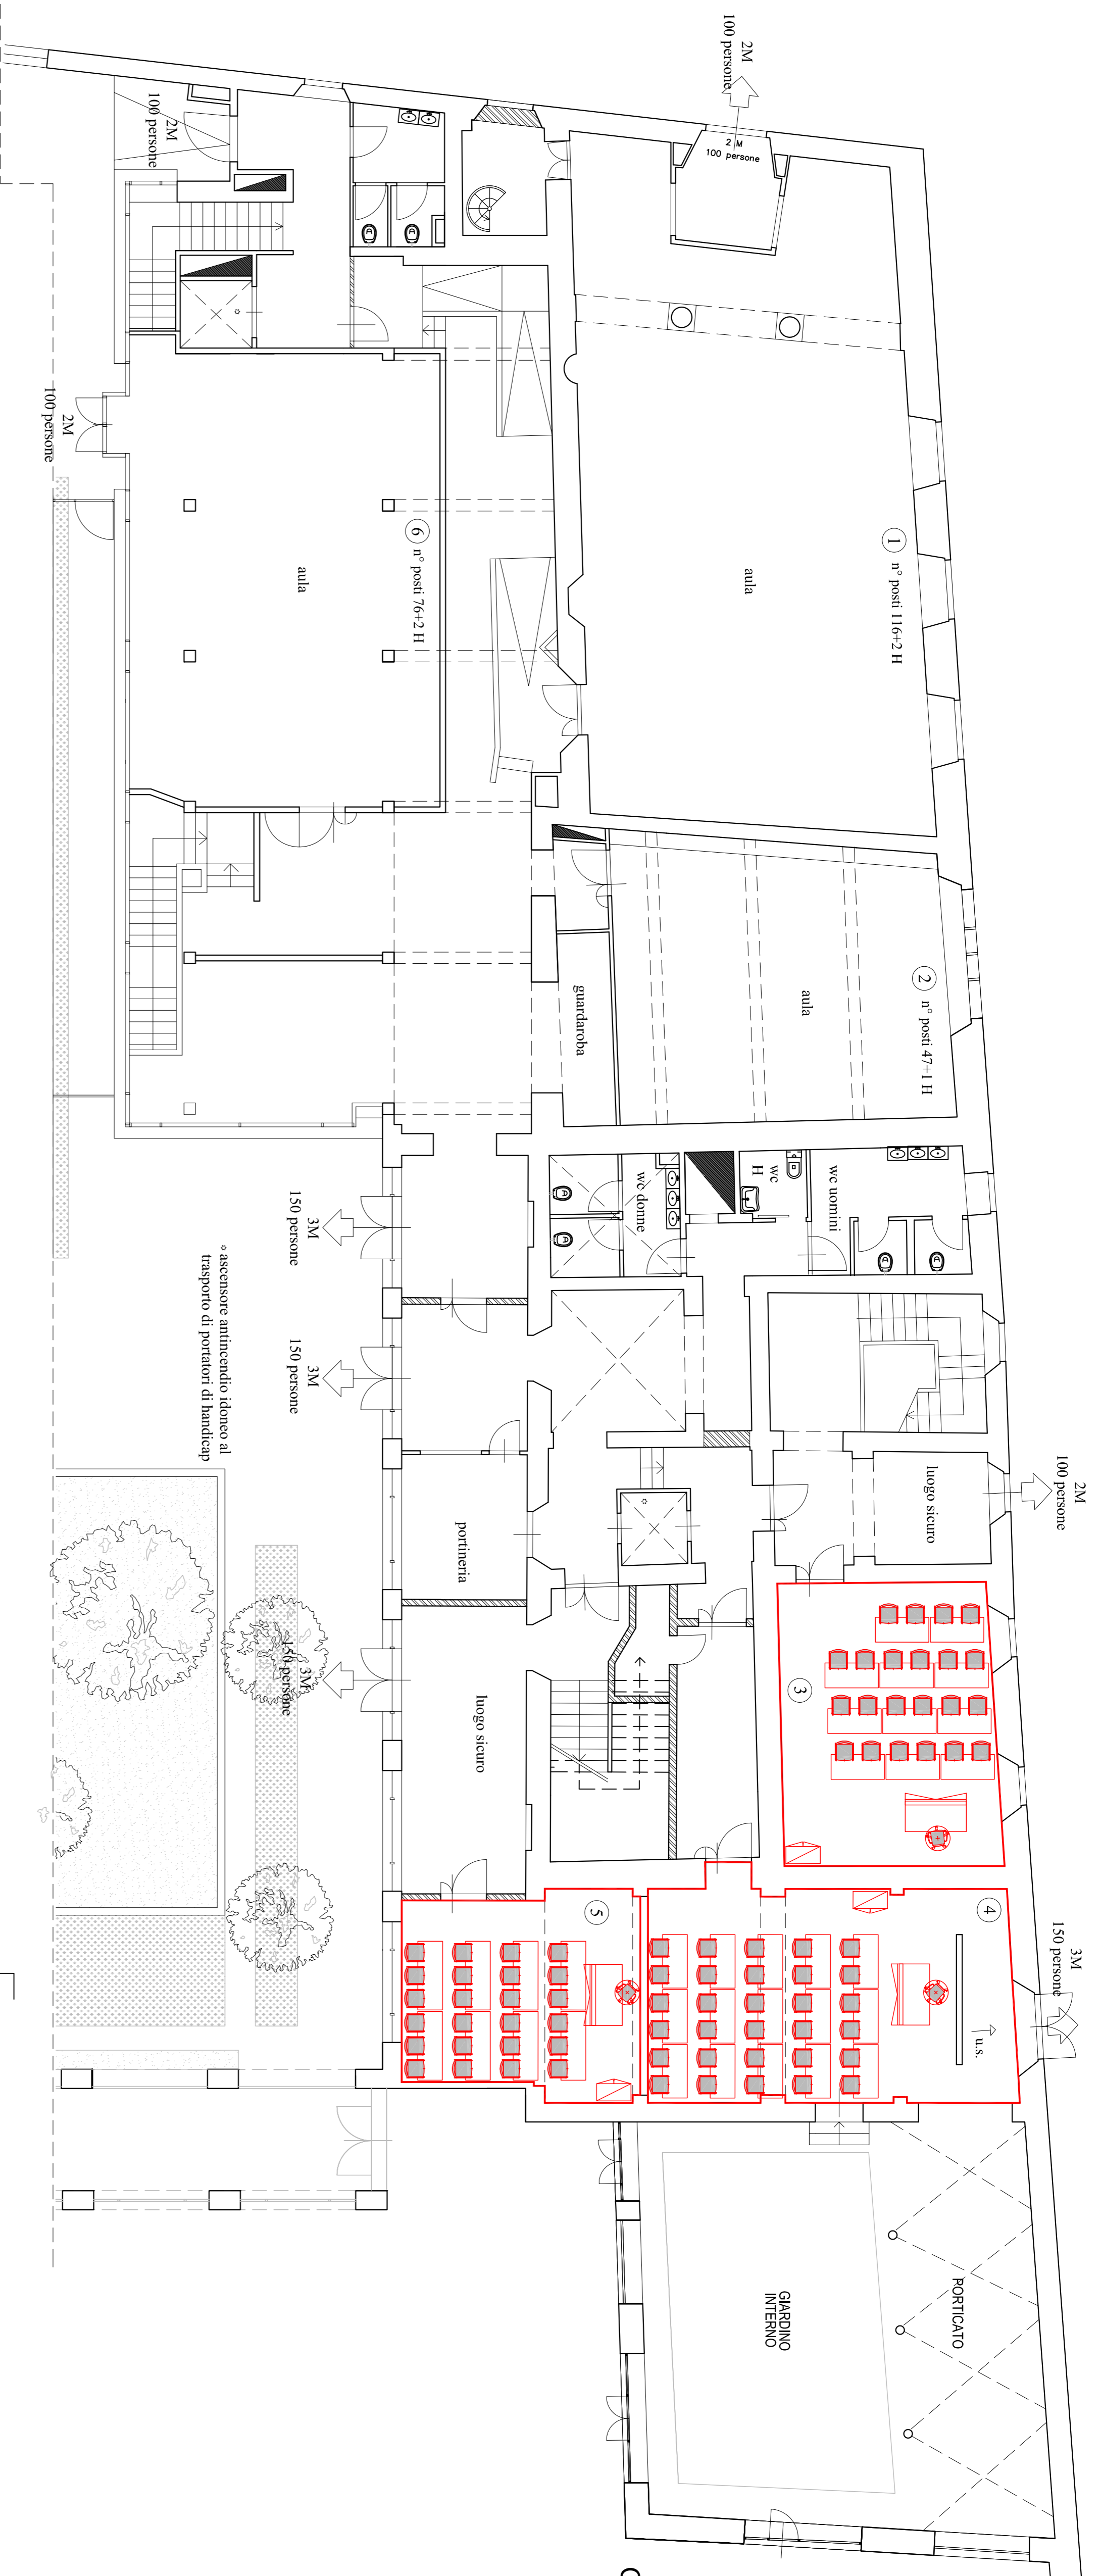 2M
100 persone
2 M
100 persone
2M
100 persone
2M
100 persone
1 n° posti 116+2 H
aula
6 n° posti 76+2 H
aula
2 n° posti 47+1 H
aula
guardaroba
wc donne
wc
H
wc uomini
3M
150 persone
3M
150 persone
* ascensore antincendio idoneo al
trasporto di portatori di handicap
2M
100 persone
luogo sicuro
*
*
portineria
3M
150 persone
luogo sicuro
3
4
5
3M
150 persone
u.s.
PORTICATO
GIARDINO
INTERNO